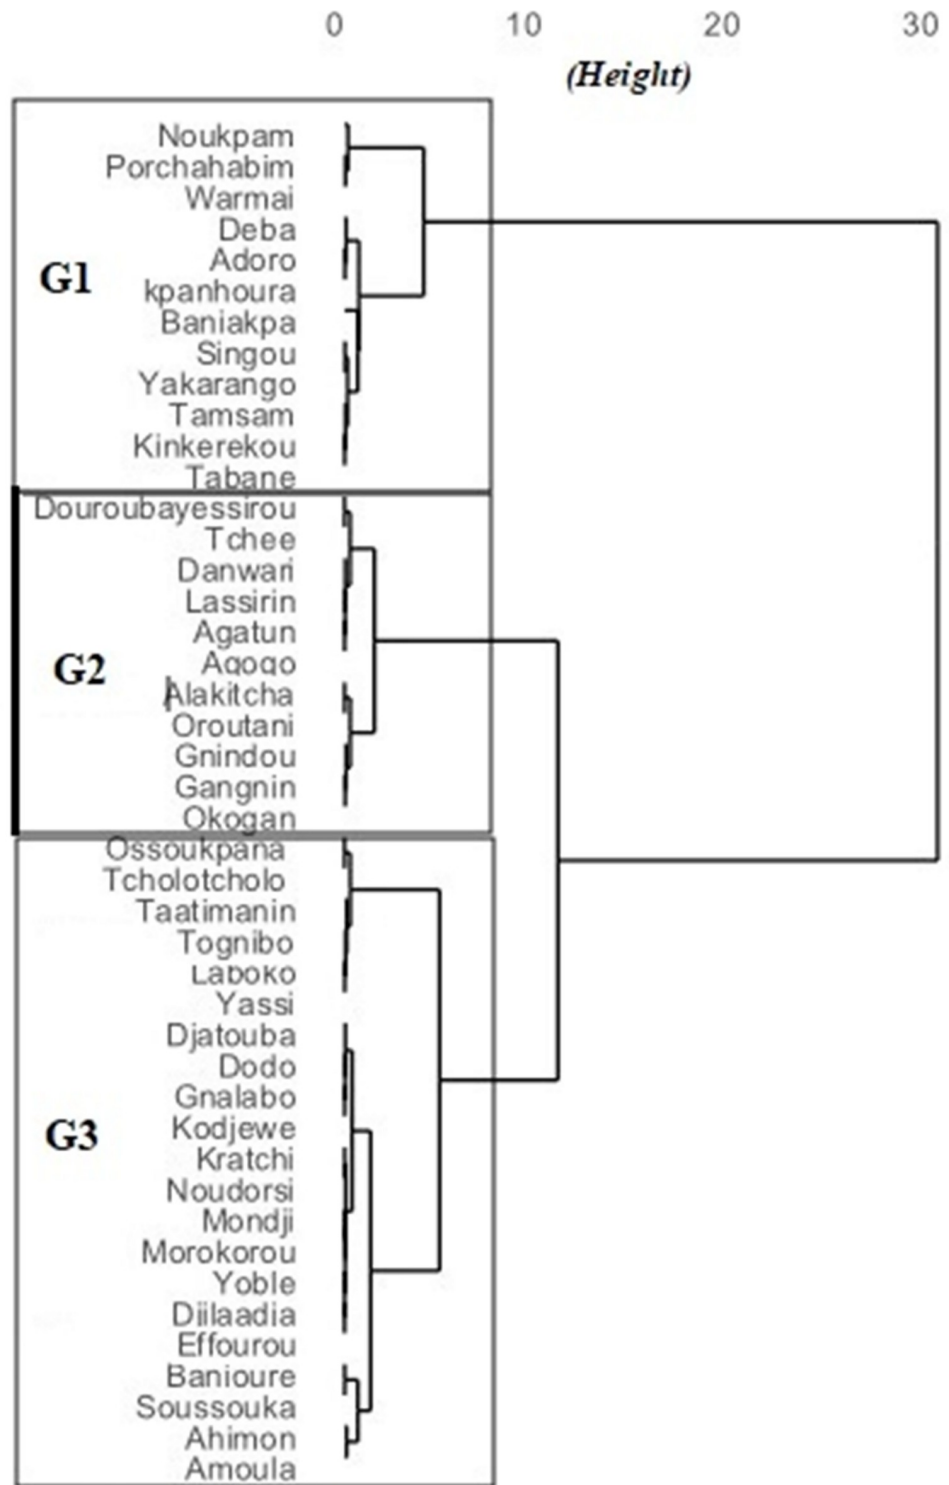 0 10 20 30
(Height)
Noukpam
Porchahabim
Warmai
Deba
Adoro
G1
kpanhoura
Baniakpa
Singou
Yakarango
Tamsam
Kinkerekou
Tabane
Douroubayessirou
Tchee
Danwari
Lassirin
Agatun
Agogo
G2
Alakitcha
Oroutani
Gnindou
Gangnin
Okogan
Ossoukpana
Tcholotcholo
Taatimanin
Tognibo
Laboko
Yassi
Djatouba
Dodo
Gnalabo
Kodjewe
G3
Kratchi
Noudorsi
Mondji
Morokorou
Yoble
Diilaadia
Effourou
Banioure
Soussouka
Ahimon
Amoula